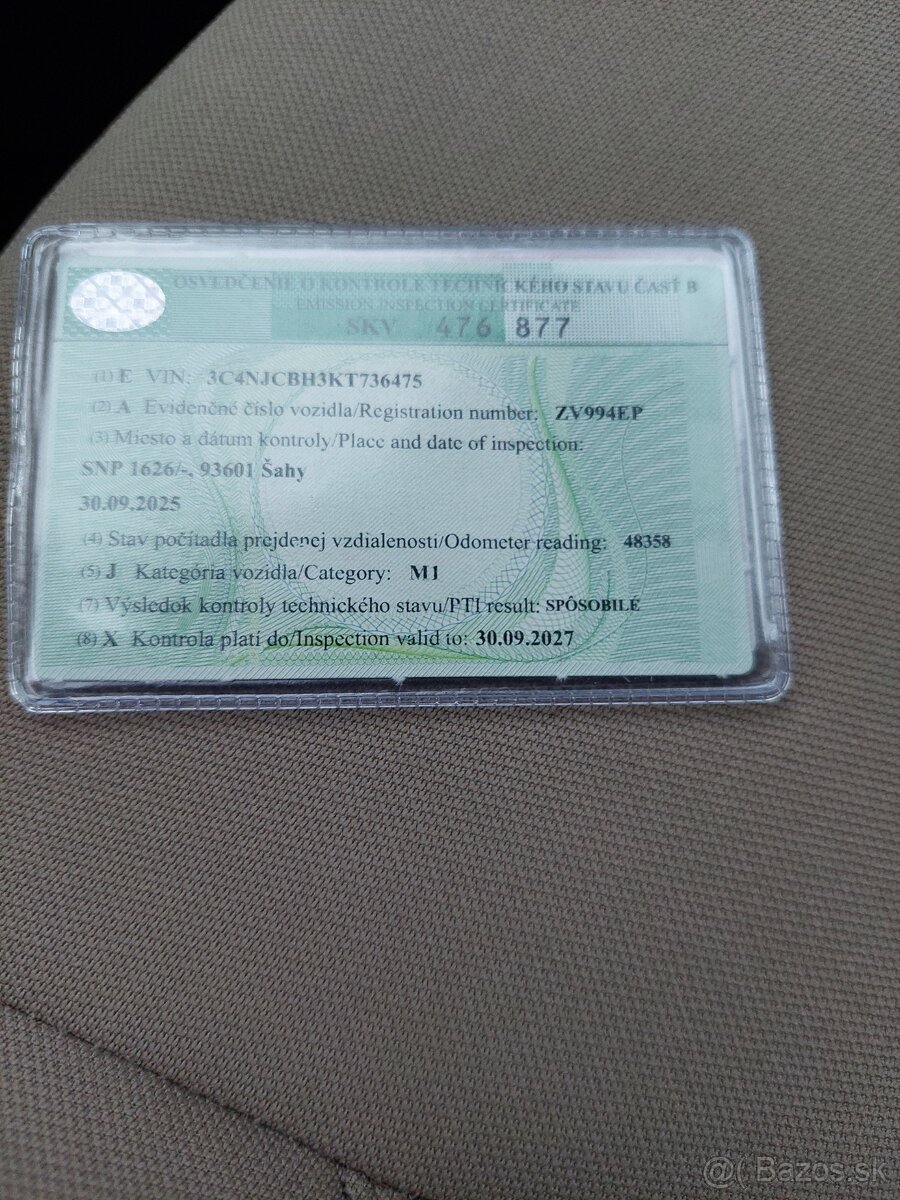 OSVEDČENIE O KONTROLE TECHNICKÉHO STAVU ČASŤ B
EMISSION INSPECTION CERTIFICATE
SKV 476 877
(1) E VIN: 3C4NJCBH3KT736475
(2) A Evidenčné číslo vozidla/Registration number: ZV994EP
(3) Miesto a dátum kontroly/Place and date of inspection:
SNP 1626/-, 93601 Šahy
30.09.2025
(4) Stav počítadla prejdenej vzdialenosti/Odometer reading: 48358
(5) J Kategória vozidla/Category: M1
(7) Výsledok kontroly technického stavu/PTI result: SPÔSOBILÉ
(8) X Kontrola platí do/Inspection valid to: 30.09.2027
@( Bazos.sk